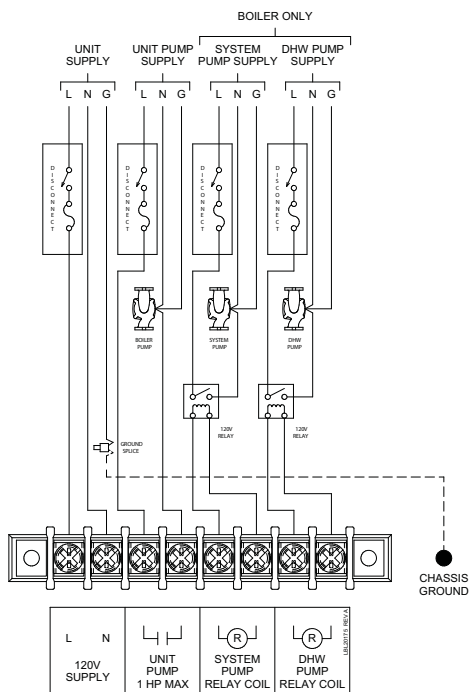 BOILER ONLY
UNIT
SUPPLY
UNIT PUMP
SUPPLY
SYSTEM
PUMP SUPPLY
DHW PUMP
SUPPLY
L N G
L N G
L N G
L N G
DISCONNECT
DISCONNECT
DISCONNECT
DISCONNECT
BOILER
PUMP
SYSTEM
PUMP
DHW
PUMP
120V
RELAY
120V
RELAY
GROUND
SPLICE
CHASSIS
GROUND
L N
120V
SUPPLY
UNIT
PUMP
1 HP MAX
R
SYSTEM
PUMP
RELAY COIL
R
DHW
PUMP
RELAY COIL
LBL20175 REV A